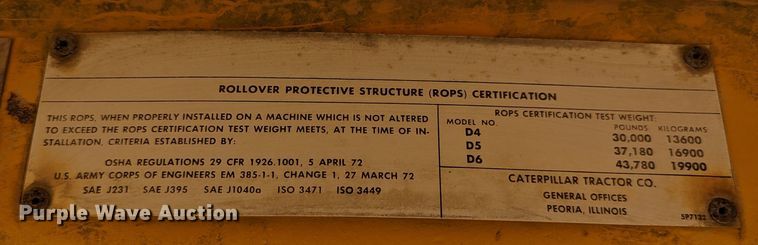 ROLLOVER PROTECTIVE STRUCTURE (ROPS) CERTIFICATION
THIS ROPS, WHEN PROPERLY INSTALLED ON A MACHINE WHICH IS NOT ALTERED
TO EXCEED THE ROPS CERTIFICATION TEST WEIGHT MEETS, AT THE TIME OF IN-
STALLATION, CRITERIA ESTABLISHED BY:
OSHA REGULATIONS 29 CFR 1926.1001, 5 APRIL 72
U.S. ARMY CORPS OF ENGINEERS EM 385-1-1, CHANGE 1, 27 MARCH 72
SAE J231 SAE J395 SAE J1040a ISO 3471 ISO 3449
ROPS CERTIFICATION TEST WEIGHT:
MODEL NO. POUNDS KILOGRAMS
D4 30,000 13600
D5 37,180 16900
D6 43,780 19900
CATERPILLAR TRACTOR CO.
GENERAL OFFICES
PEORIA, ILLINOIS
Purple Wave Auction